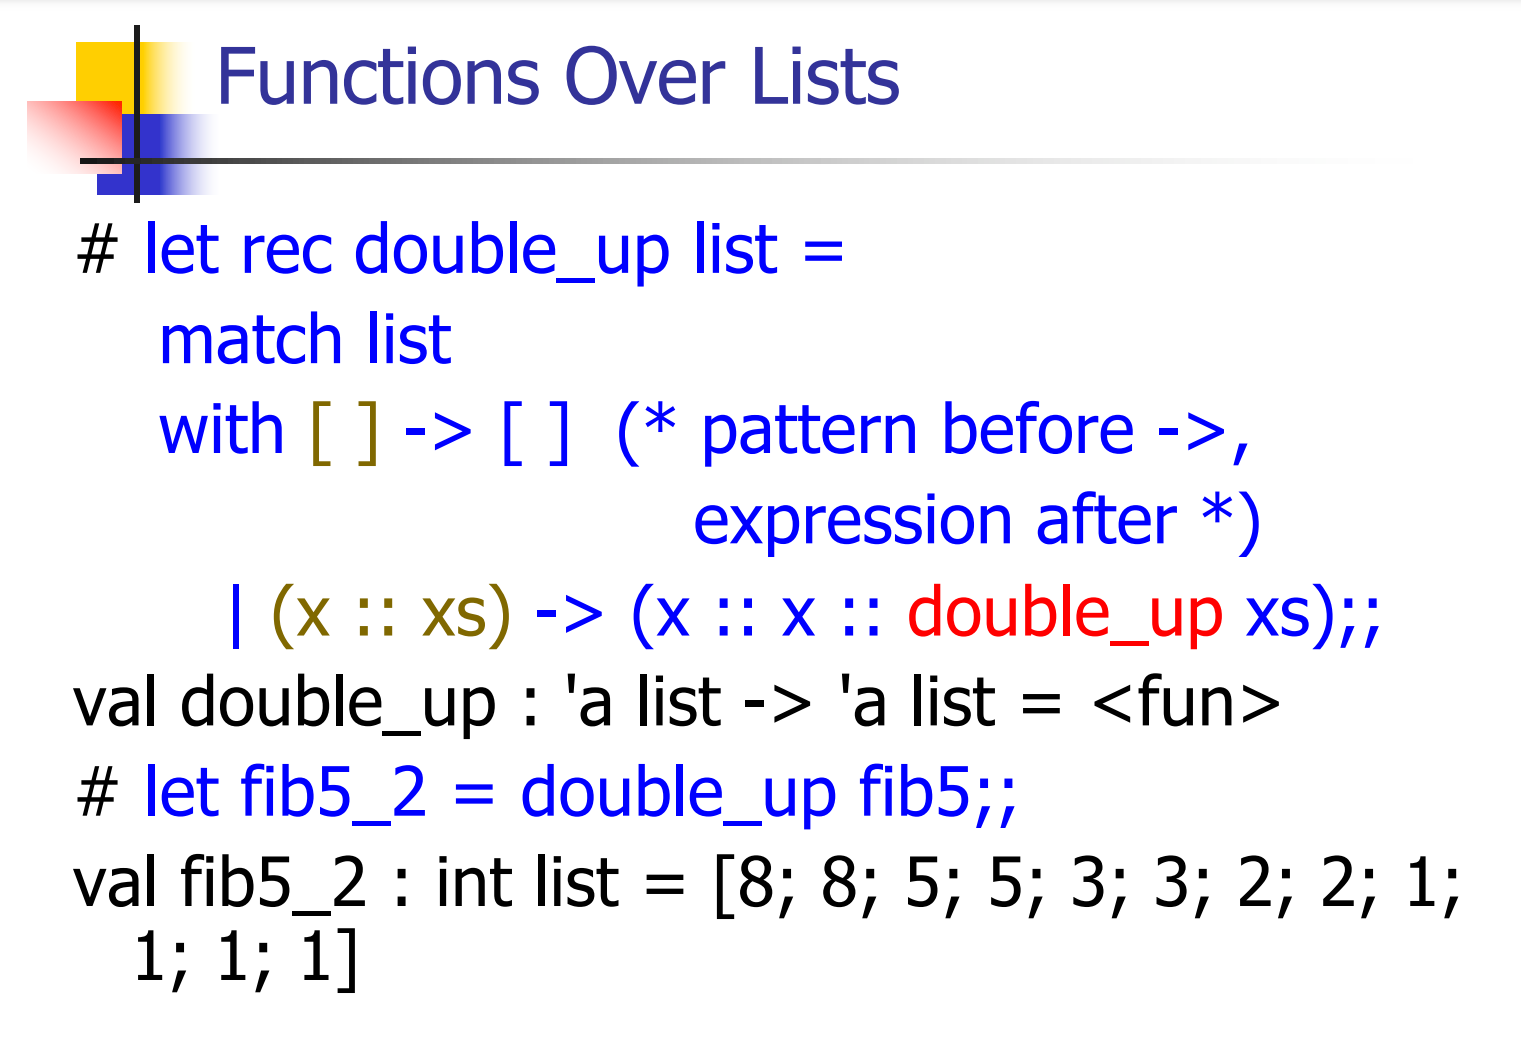 Functions Over Lists
# let rec double_up list =
match list
with [ ] -> [ ] (* pattern before ->,
expression after *)
| (x :: xs) -> (x :: x :: double_up xs);;
val double_up : 'a list -> 'a list = <fun>
# let fib5_2 = double_up fib5;;
val fib5_2 : int list = [8; 8; 5; 5; 3; 3; 2; 2; 1;
1; 1; 1]